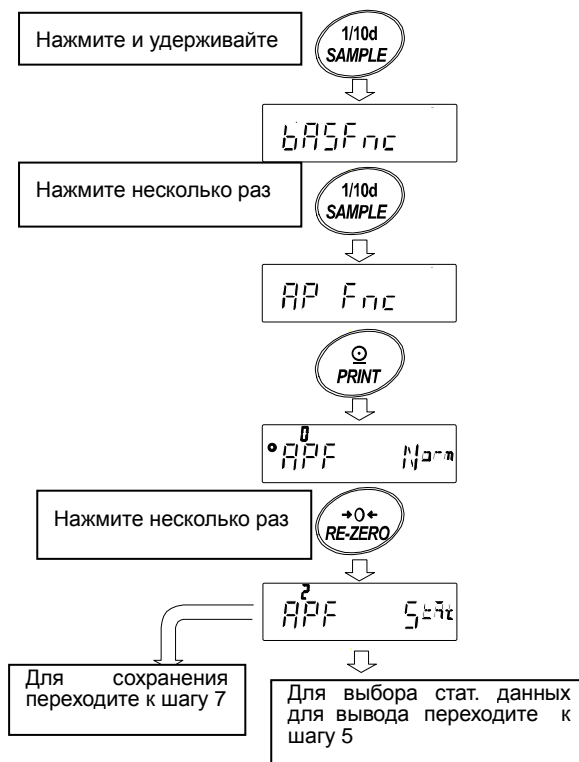 Нажмите и удерживайте
1/10d
SAMPLE
bASFnc
Нажмите несколько раз
1/10d
SAMPLE
AP Fnc
PRINT
0
APF Norm
Нажмите несколько раз
→0←
RE-ZERO
2
APF StAt
Для сохранения
переходите к шагу 7
Для выбора стат. данных
для вывода переходите к
шагу 5